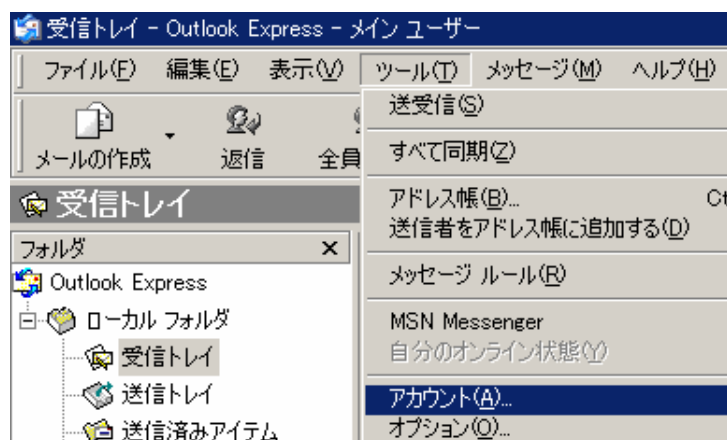 受信トレイ - Outlook Express - メイン ユーザー
ファイル(F) 編集(E) 表示(V) ツール(T) メッセージ(M) ヘルプ(H)
メールの作成 返信 全員
受信トレイ
フォルダ
Outlook Express
ローカル フォルダ
受信トレイ
送信トレイ
送信済みアイテム
送受信(S)
すべて同期(Z)
アドレス帳(B)... Ct
送信者をアドレス帳に追加する(D)
メッセージ ルール(R)
MSN Messenger
自分のオンライン状態(Y)
アカウント(A)...
オプション(O)...